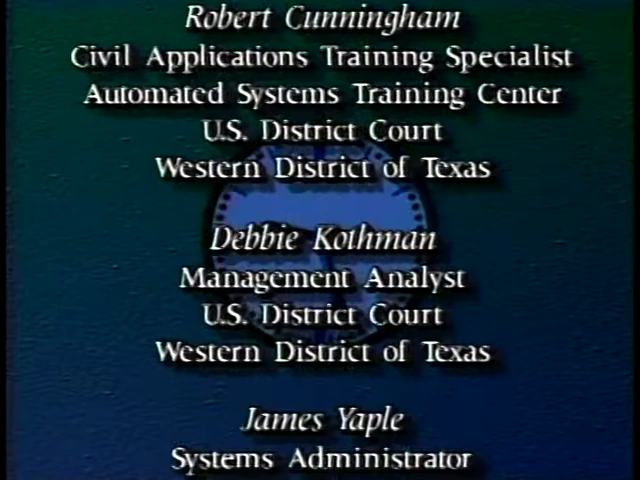 Robert Cunningham
Civil Applications Training Specialist
Automated Systems Training Center
U.S. District Court
Western District of Texas
Debbie Kothman
Management Analyst
U.S. District Court
Western District of Texas
James Yaple
Systems Administrator